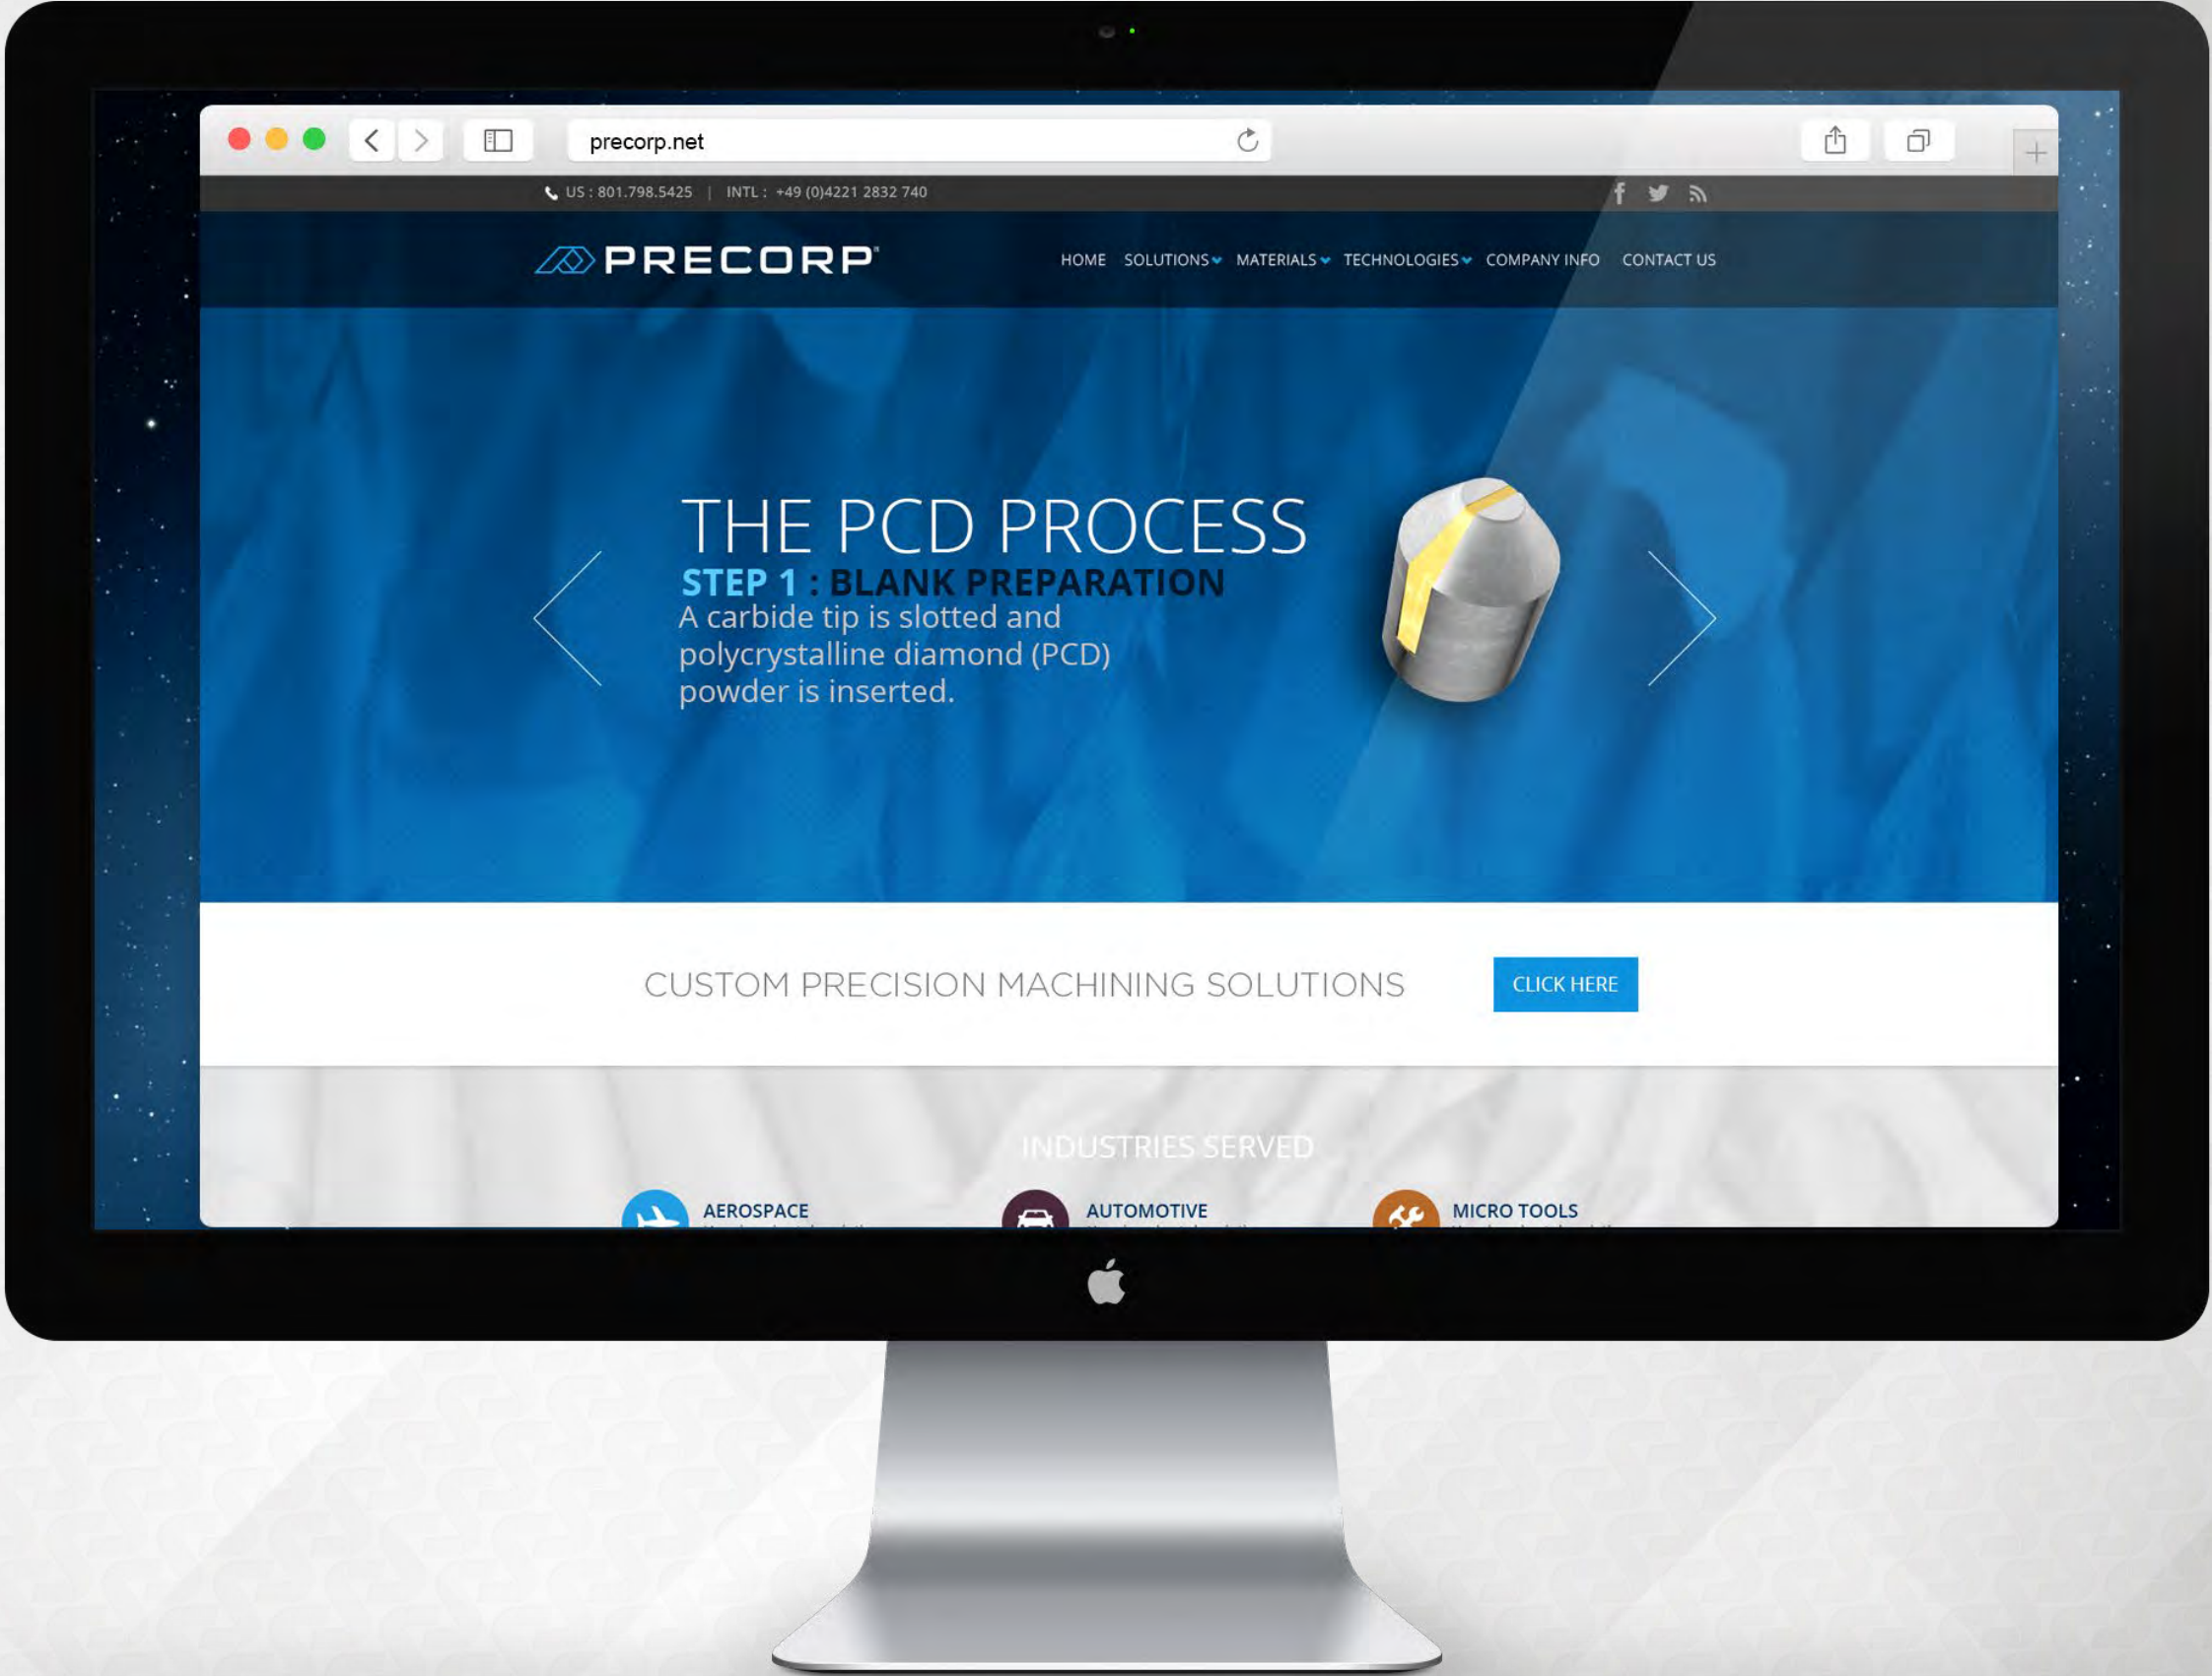 precorp.net
US : 801.798.5425 | INTL : +49 (0)4221 2832 740
PRECORP
HOME SOLUTIONS MATERIALS TECHNOLOGIES COMPANY INFO CONTACT US
THE PCD PROCESS
STEP 1 : BLANK PREPARATION
A carbide tip is slotted and
polycrystalline diamond (PCD)
powder is inserted.
CUSTOM PRECISION MACHINING SOLUTIONS CLICK HERE
INDUSTRIES SERVED
AEROSPACE AUTOMOTIVE MICRO TOOLS